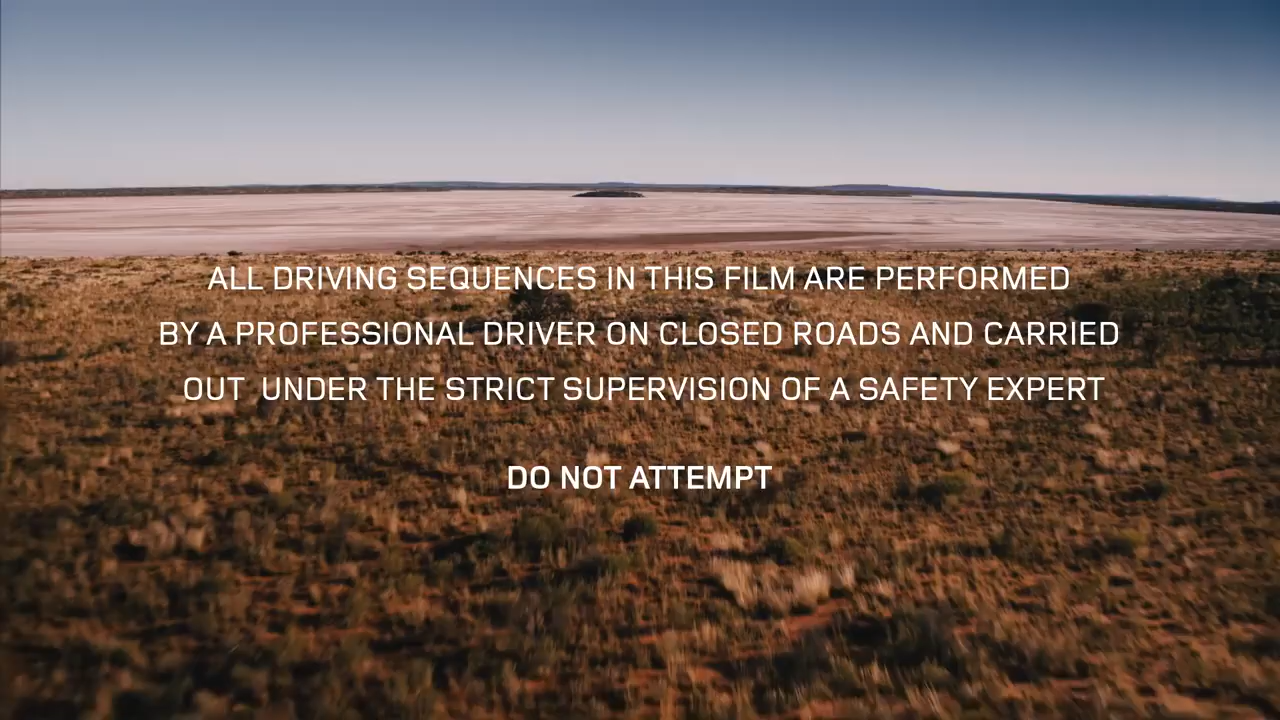 ALL DRIVING SEQUENCES IN THIS FILM ARE PERFORMED
BY A PROFESSIONAL DRIVER ON CLOSED ROADS AND CARRIED
OUT  UNDER THE STRICT SUPERVISION OF A SAFETY EXPERT
DO NOT ATTEMPT